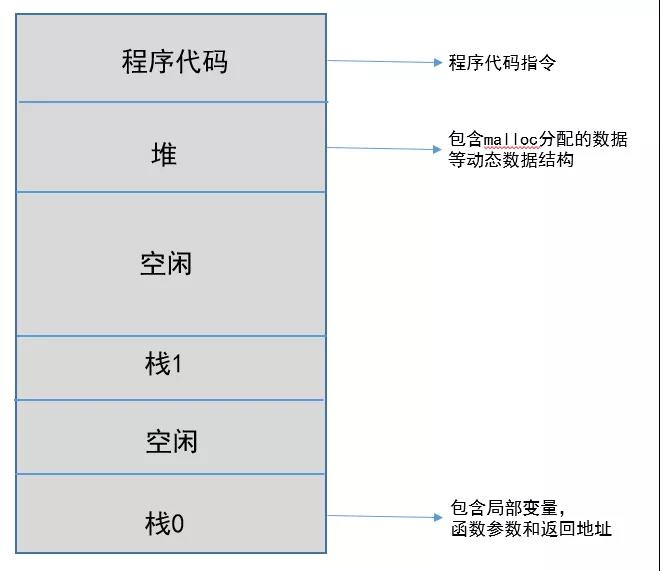 程序代码
程序代码指令
堆
包含malloc分配的数据
等动态数据结构
空闲
栈1
空闲
栈0
包含局部变量，
函数参数和返回地址